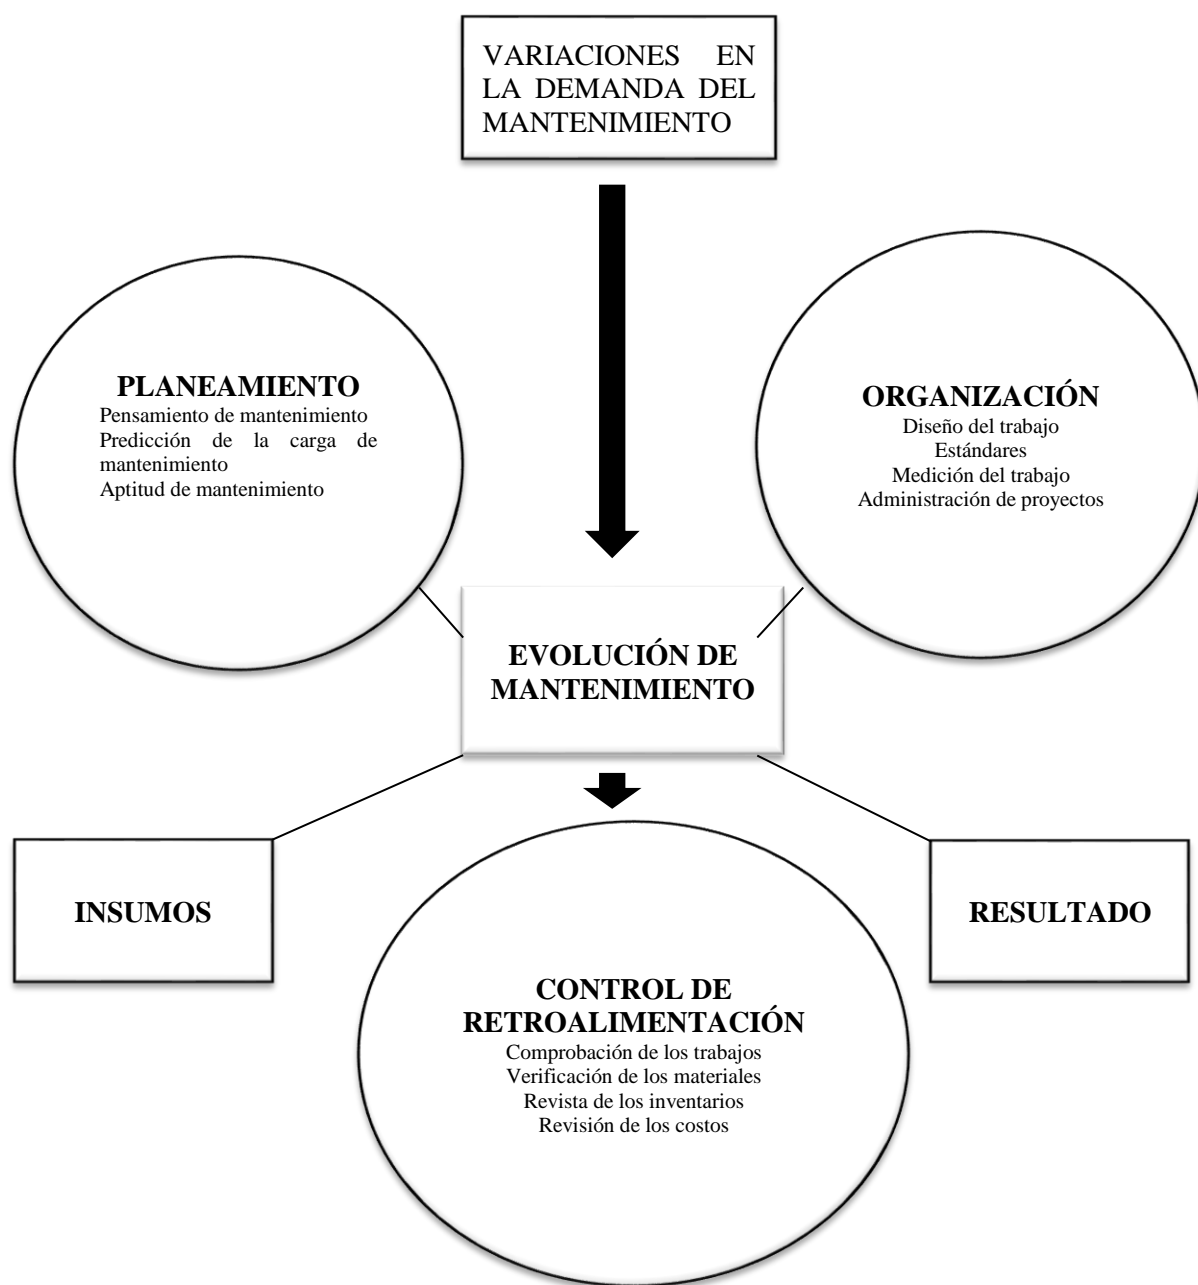 VARIACIONES EN
LA DEMANDA DEL
MANTENIMIENTO
PLANEAMIENTO
Pensamiento de mantenimiento
Predicción de la carga de
mantenimiento
Aptitud de mantenimiento
ORGANIZACIÓN
Diseño del trabajo
Estándares
Medición del trabajo
Administración de proyectos
EVOLUCIÓN DE
MANTENIMIENTO
INSUMOS
RESULTADO
CONTROL DE
RETROALIMENTACIÓN
Comprobación de los trabajos
Verificación de los materiales
Revista de los inventarios
Revisión de los costos